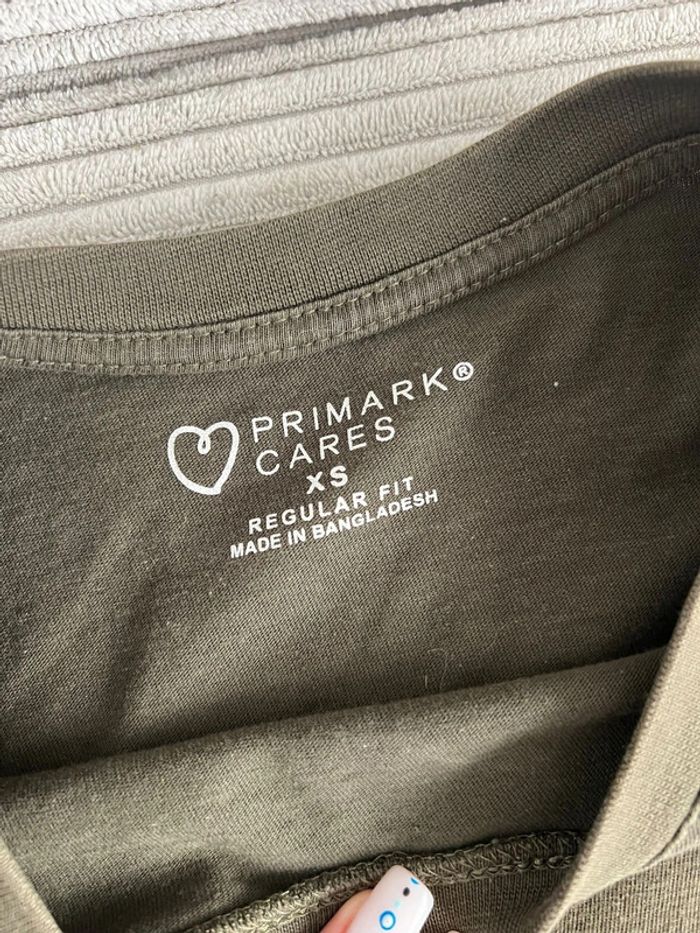 PRIMARK®
CARES
XS
REGULAR FIT
MADE IN BANGLADESH